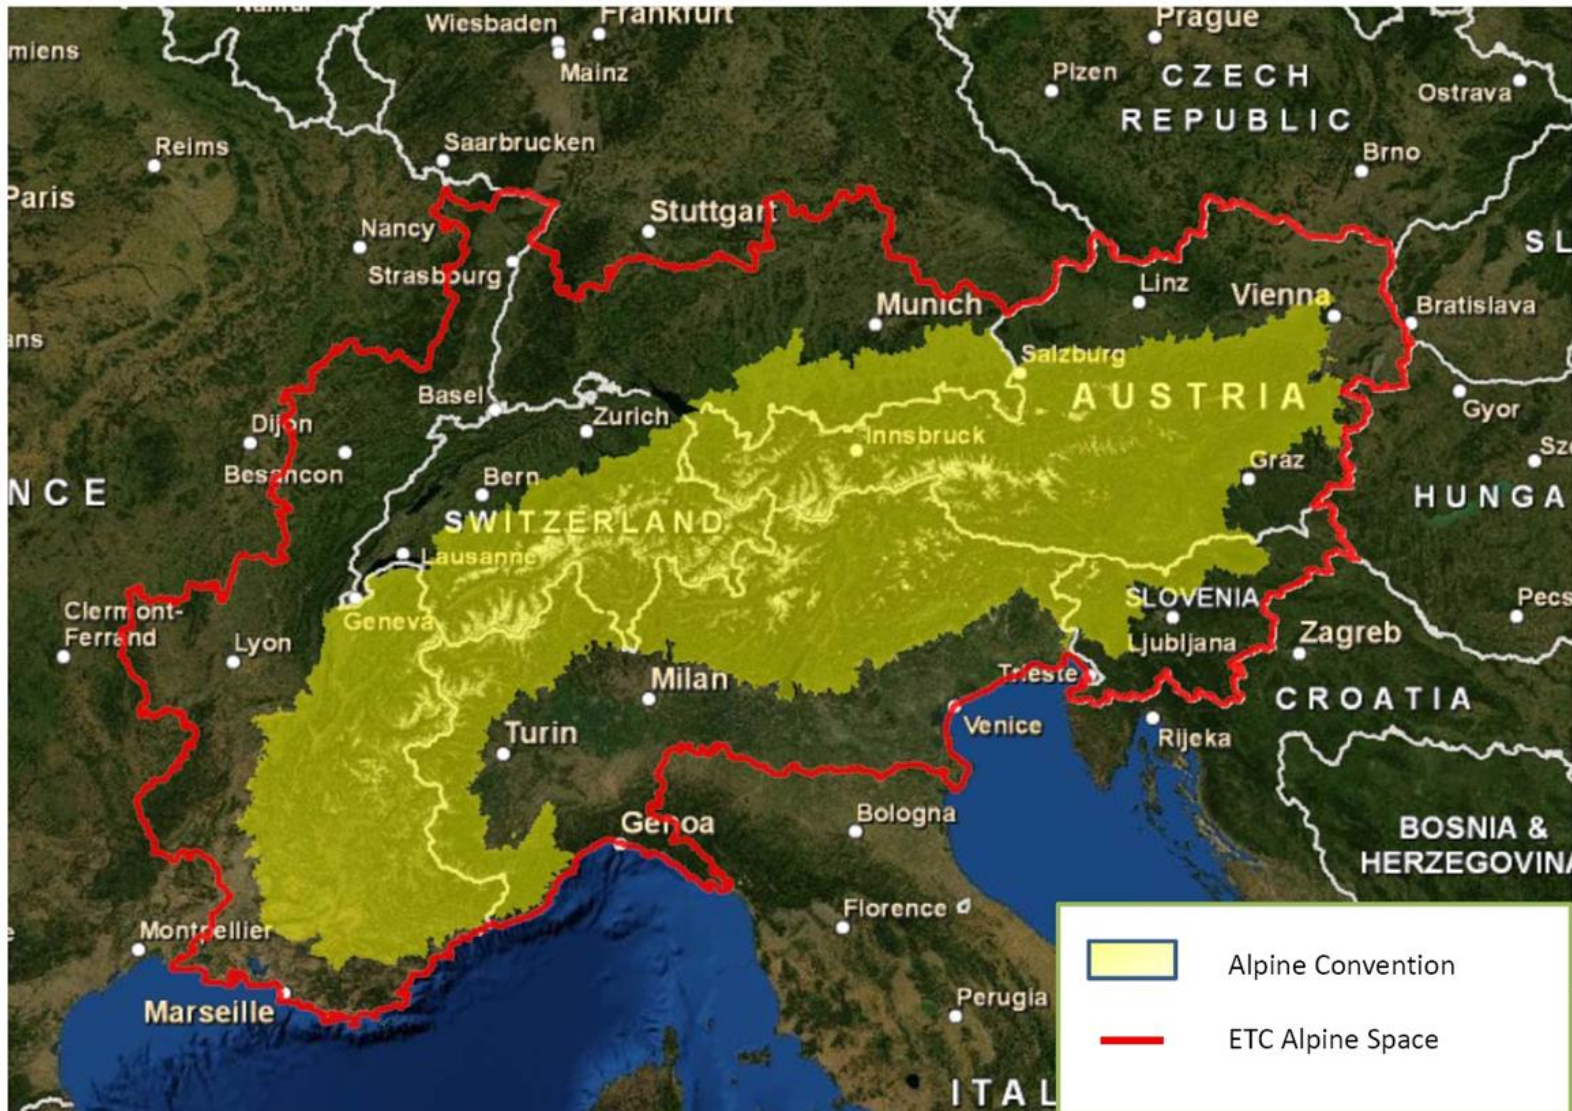 Namur
Wiesbaden
Frankfurt
Prague
miens
Mainz
Plzen
CZECH
REPUBLIC
Ostrava
Reims
Saarbrucken
Brno
Paris
Nancy
Stuttgart
Strasbourg
SL
Munich
Linz
Vienna
Bratislava
ans
Salzburg
Basel
Zurich
AUSTRIA
Gyor
Dijon
Besancon
Innsbruck
Graz
Sz
NCE
Bern
HUNGA
SWITZERLAND
Lausanne
Clermont-
Ferrand
Geneva
SLOVENIA
Pecs
Lyon
Ljubljana
Zagreb
Milan
Trieste
CROATIA
Turin
Venice
Rijeka
Genoa
Bologna
BOSNIA &
HERZEGOVINA
Montpellier
Florence
Marseille
Perugia
ITAL
Alpine Convention
ETC Alpine Space